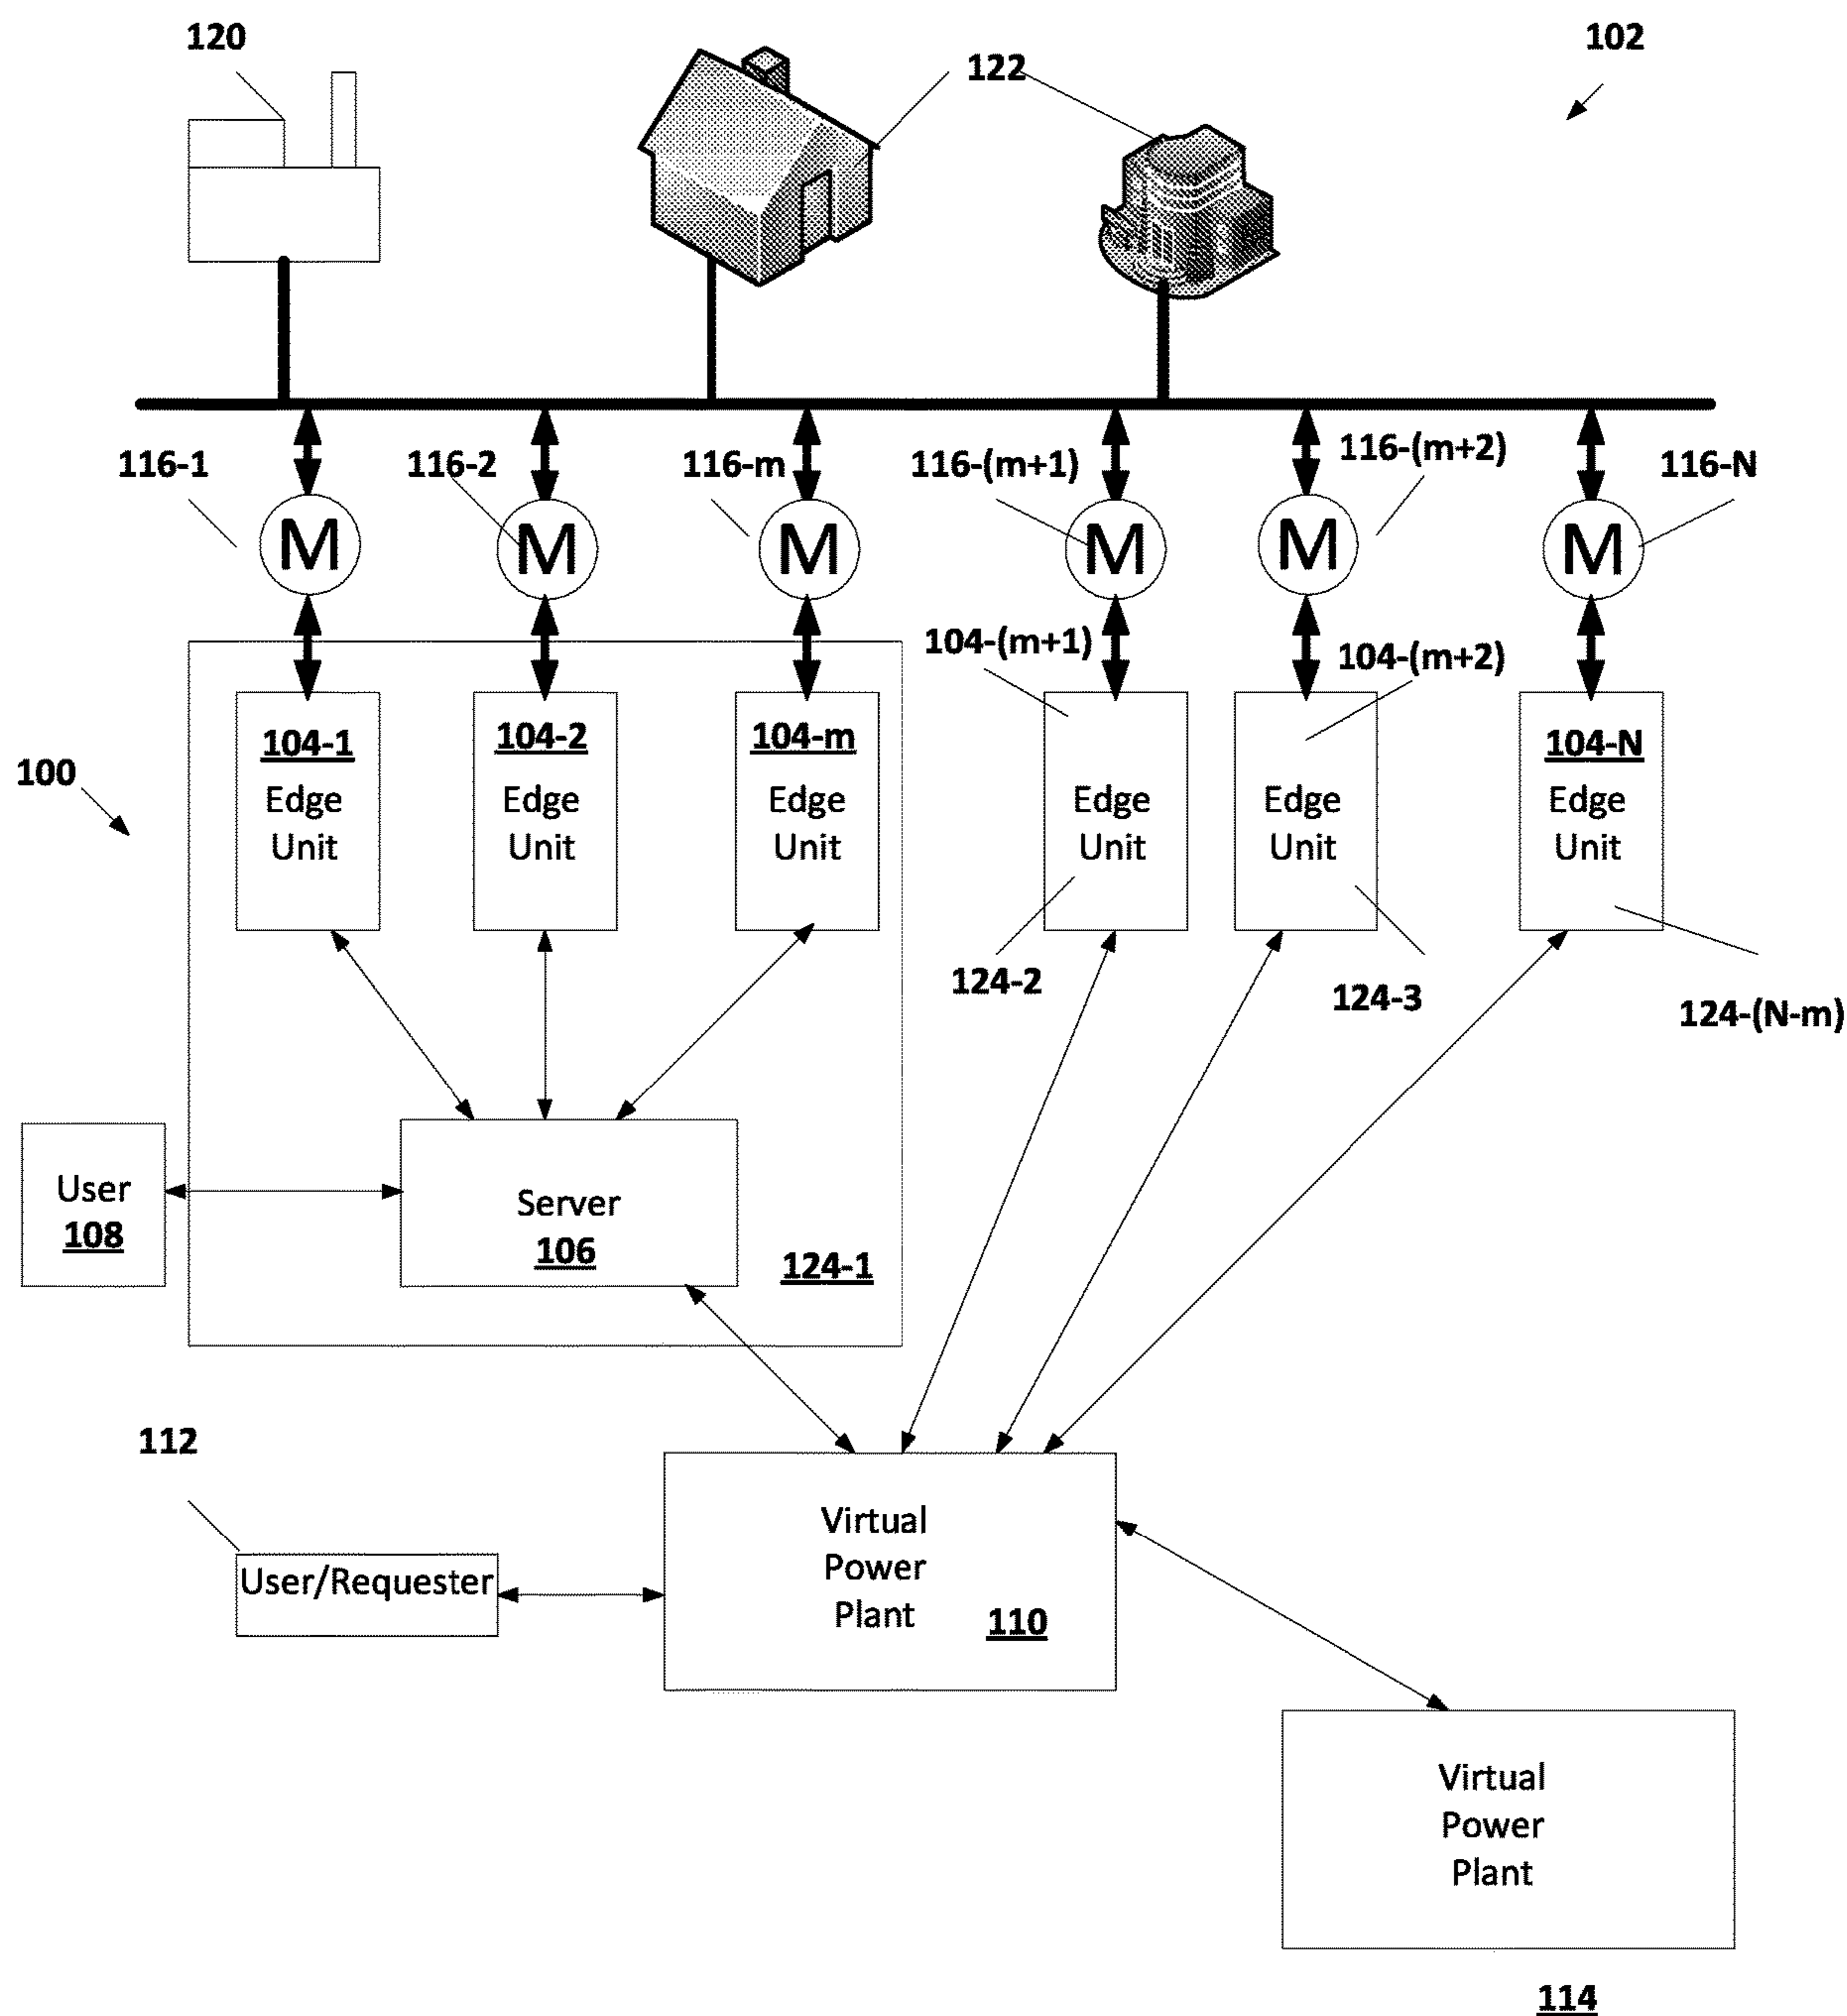 120
122
102
116-1
116-2
116-m
116-(m+1)
116-(m+2)
116-N
M
M
M
M
M
M
104-(m+1)
104-(m+2)
100
104-1
Edge
Unit
104-2
Edge
Unit
104-m
Edge
Unit
Edge
Unit
Edge
Unit
104-N
Edge
Unit
124-2
124-3
124-(N-m)
User
108
Server
106
124-1
112
User/Requester
Virtual
Power
Plant
110
Virtual
Power
Plant
114